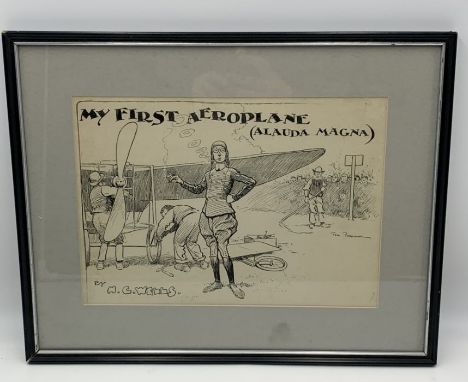 MY FIRST AEROPLANE
(ALAUDA MAGNA)
BY H. G. WELLS.